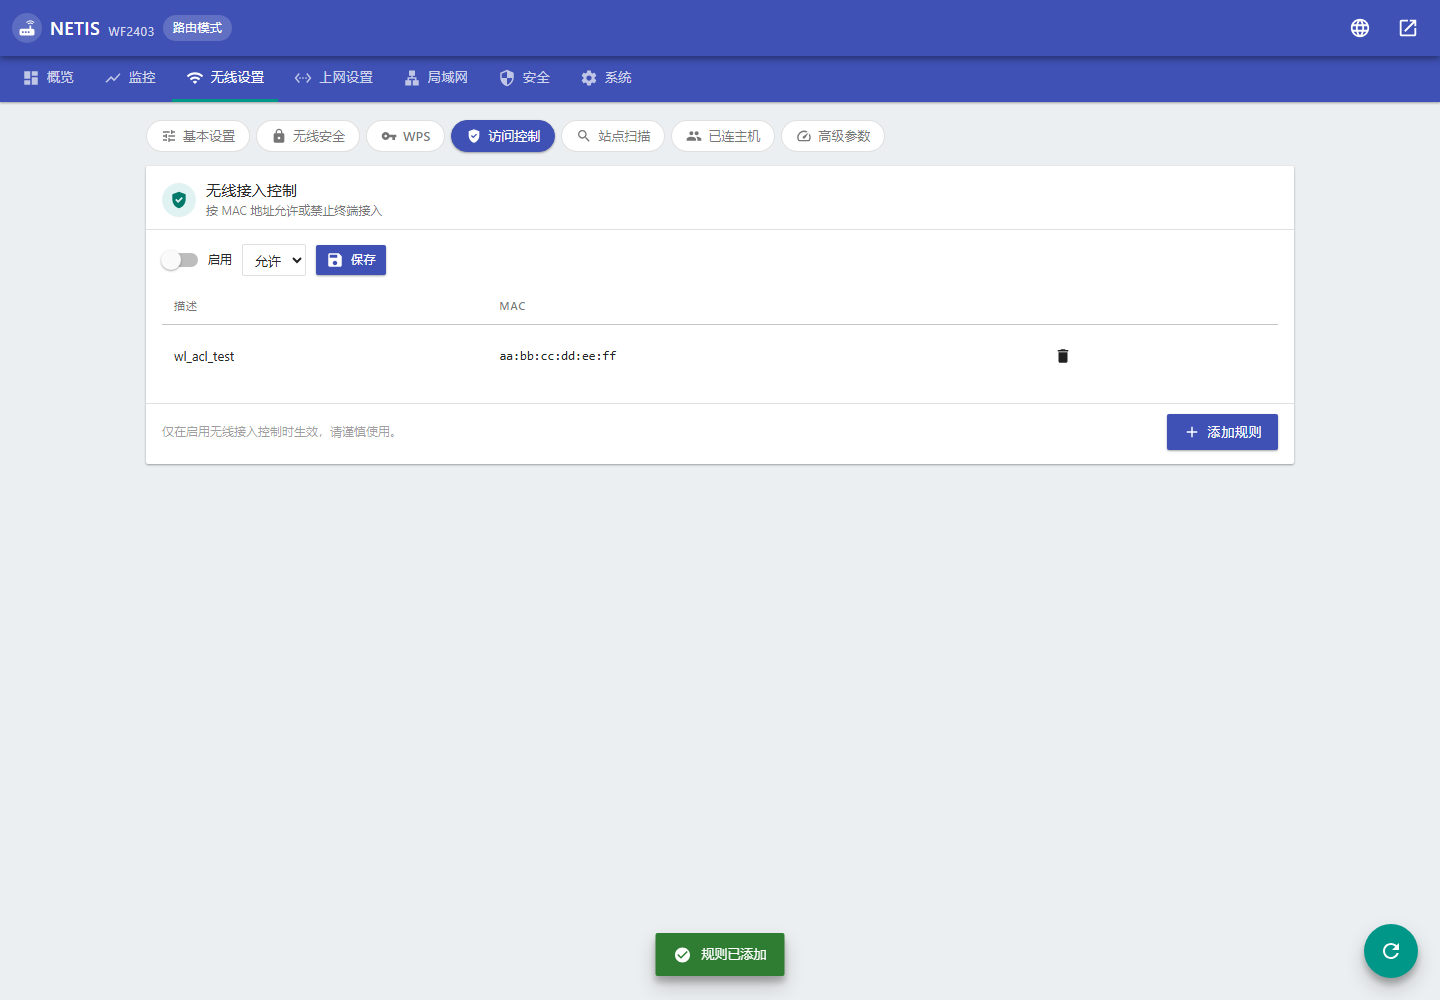 NETIS WF2403 路由模式
概览 监控 无线设置 上网设置 局域网 安全 系统
基本设置 无线安全 WPS 访问控制 站点扫描 已连主机 高级参数
无线接入控制
按 MAC 地址允许或禁止终端接入
启用 允许 保存
描述 MAC
wl_acl_test aa:bb:cc:dd:ee:ff
仅在启用无线接入控制时生效，请谨慎使用。
添加规则
规则已添加